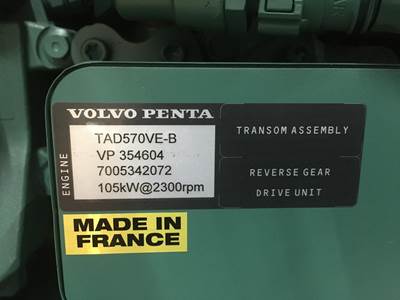 VOLVO PENTA
ENGINE
TAD570VE-B
VP 354604
7005342072
105kW@2300rpm
TRANSOM ASSEMBLY
REVERSE GEAR
DRIVE UNIT
MADE IN
FRANCE